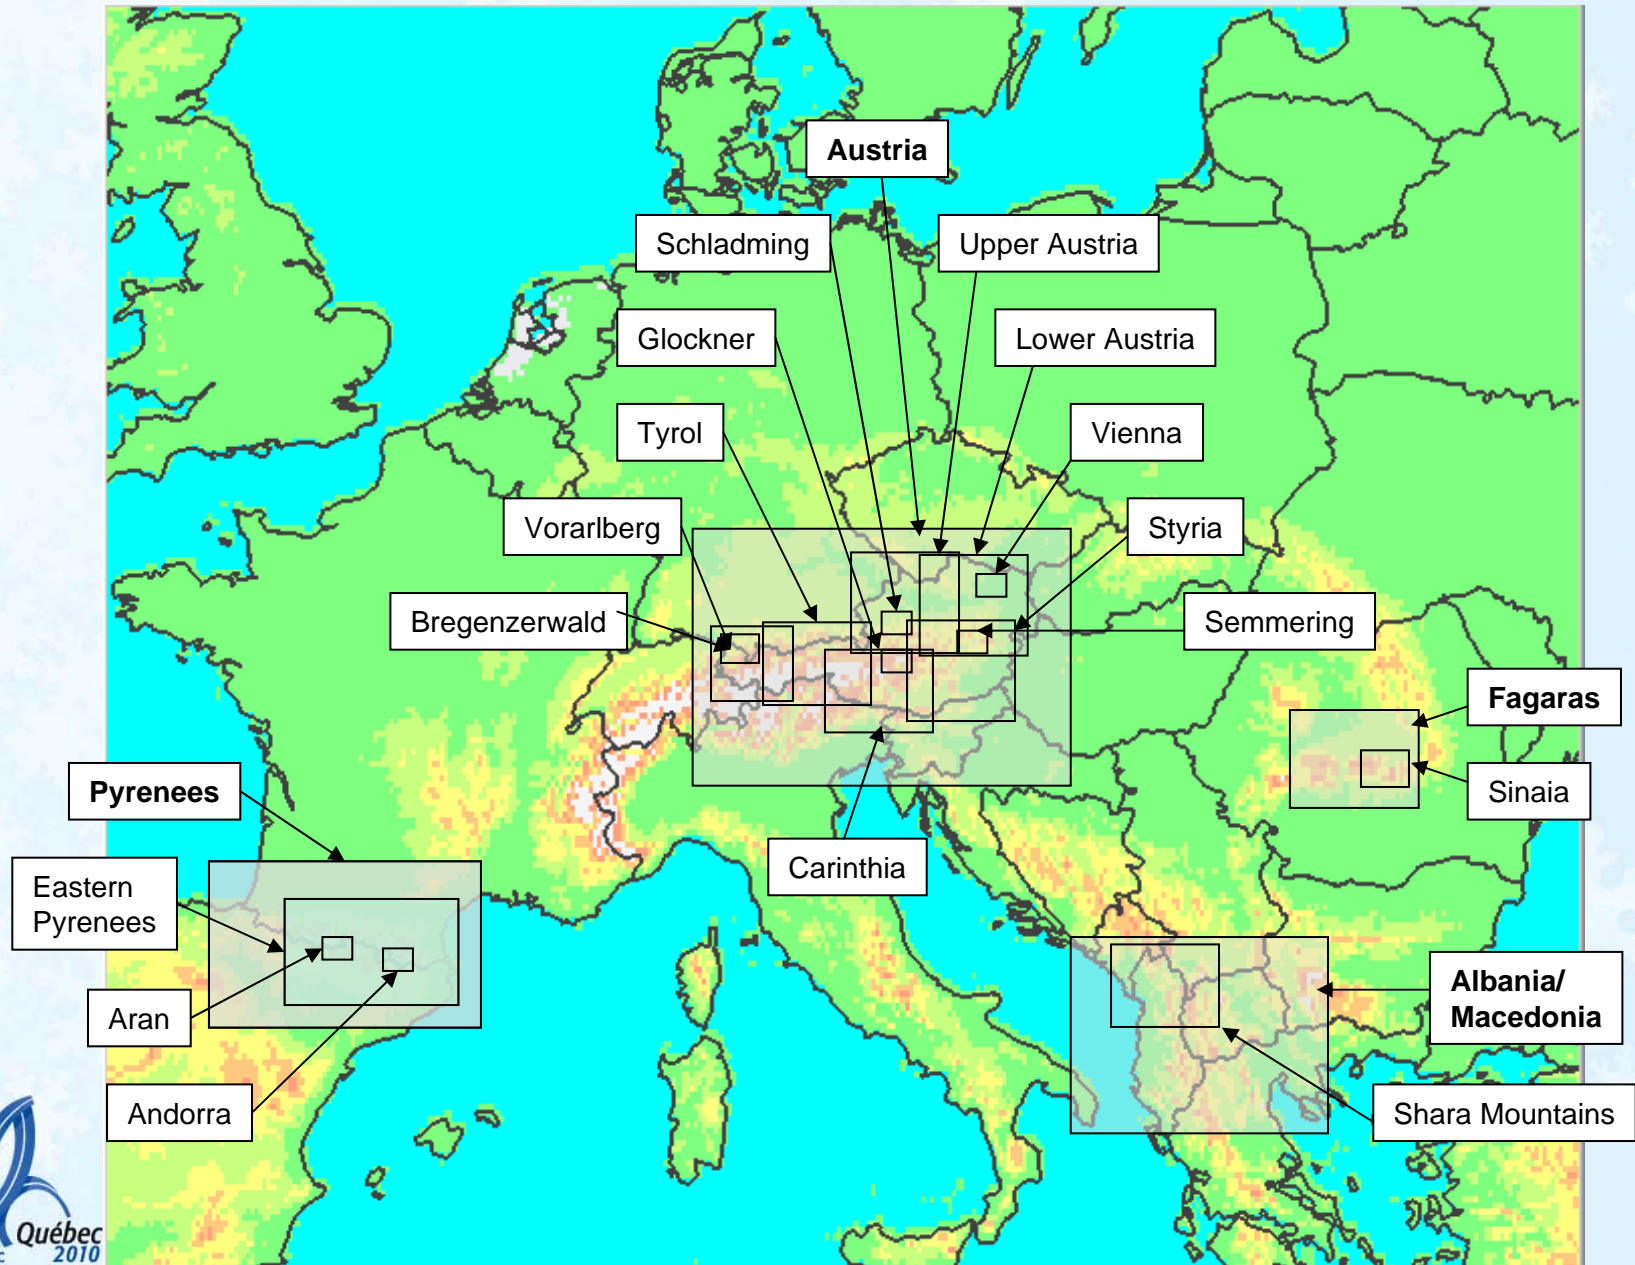 Austria
Schladming
Upper Austria
Glockner
Lower Austria
Tyrol
Vienna
Vorarlberg
Styria
Bregenzerwald
Semmering
Fagaras
Pyrenees
Sinaia
Carinthia
Eastern
Pyrenees
Albania/
Macedonia
Aran
Andorra
Shara Mountains
Québec
2010